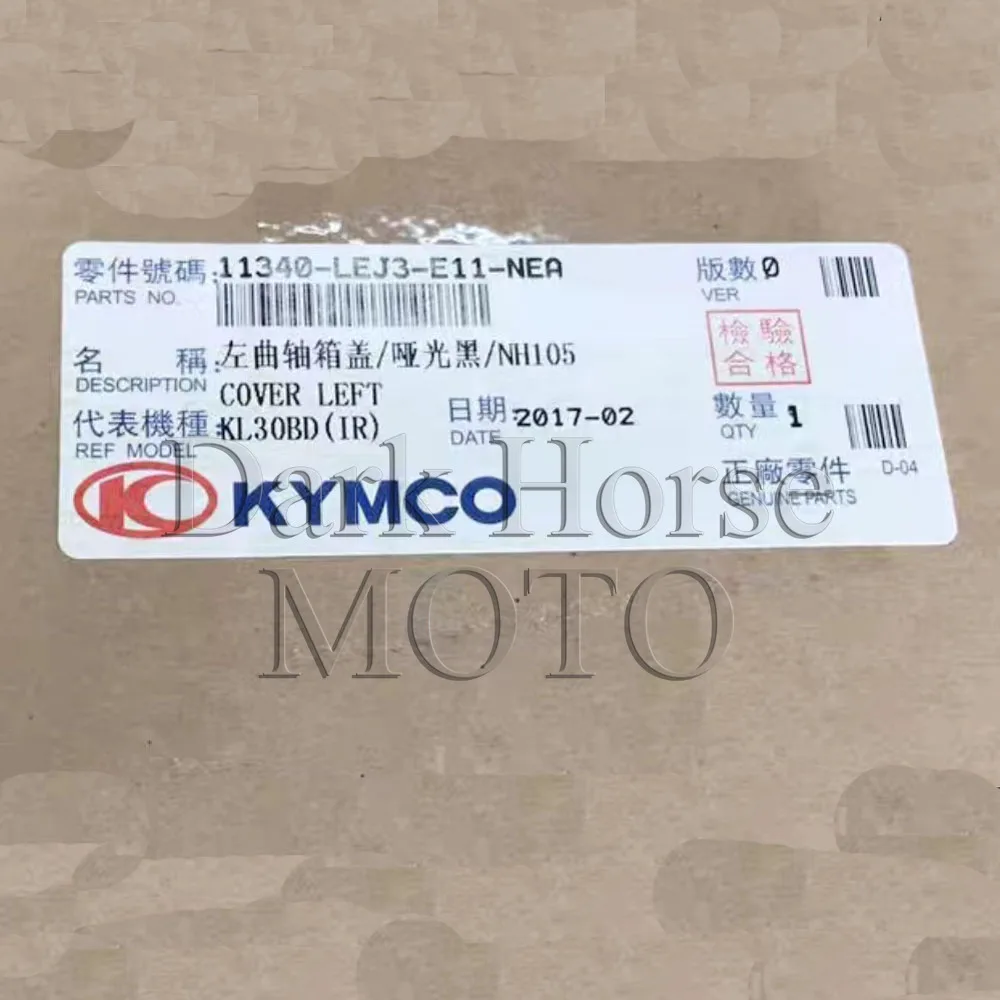 零件號碼: 11340-LEJ3-E11-NEA
PARTS NO.
版數 0
VER
名 稱: 左曲轴箱盖/哑光黑/NH105
DESCRIPTION COVER LEFT
檢驗
合格
代表機種: KL30BD(IR)
REF MODEL
日期: 2017-02
DATE
數量 1
QTY
正廠零件
GENUINE PARTS
D-04
KYMCO
Dark Horse
MOTO